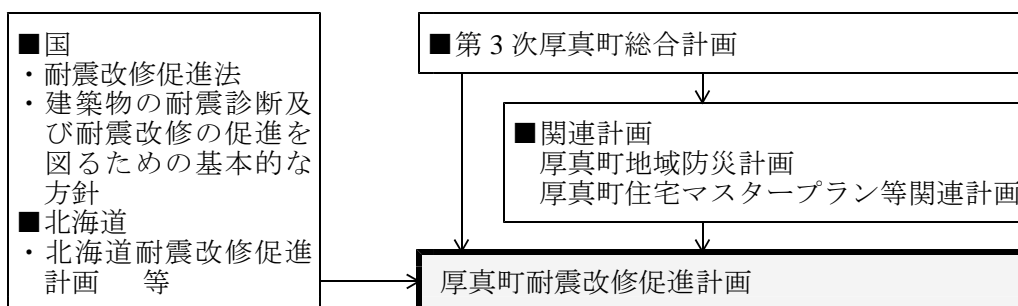 ■国
・耐震改修促進法
・建築物の耐震診断及
び耐震改修の促進を
図るための基本的な
方針
■北海道
・北海道耐震改修促進
計画　等
■第3次厚真町総合計画
■関連計画
厚真町地域防災計画
厚真町住宅マスタープラン等関連計画
厚真町耐震改修促進計画